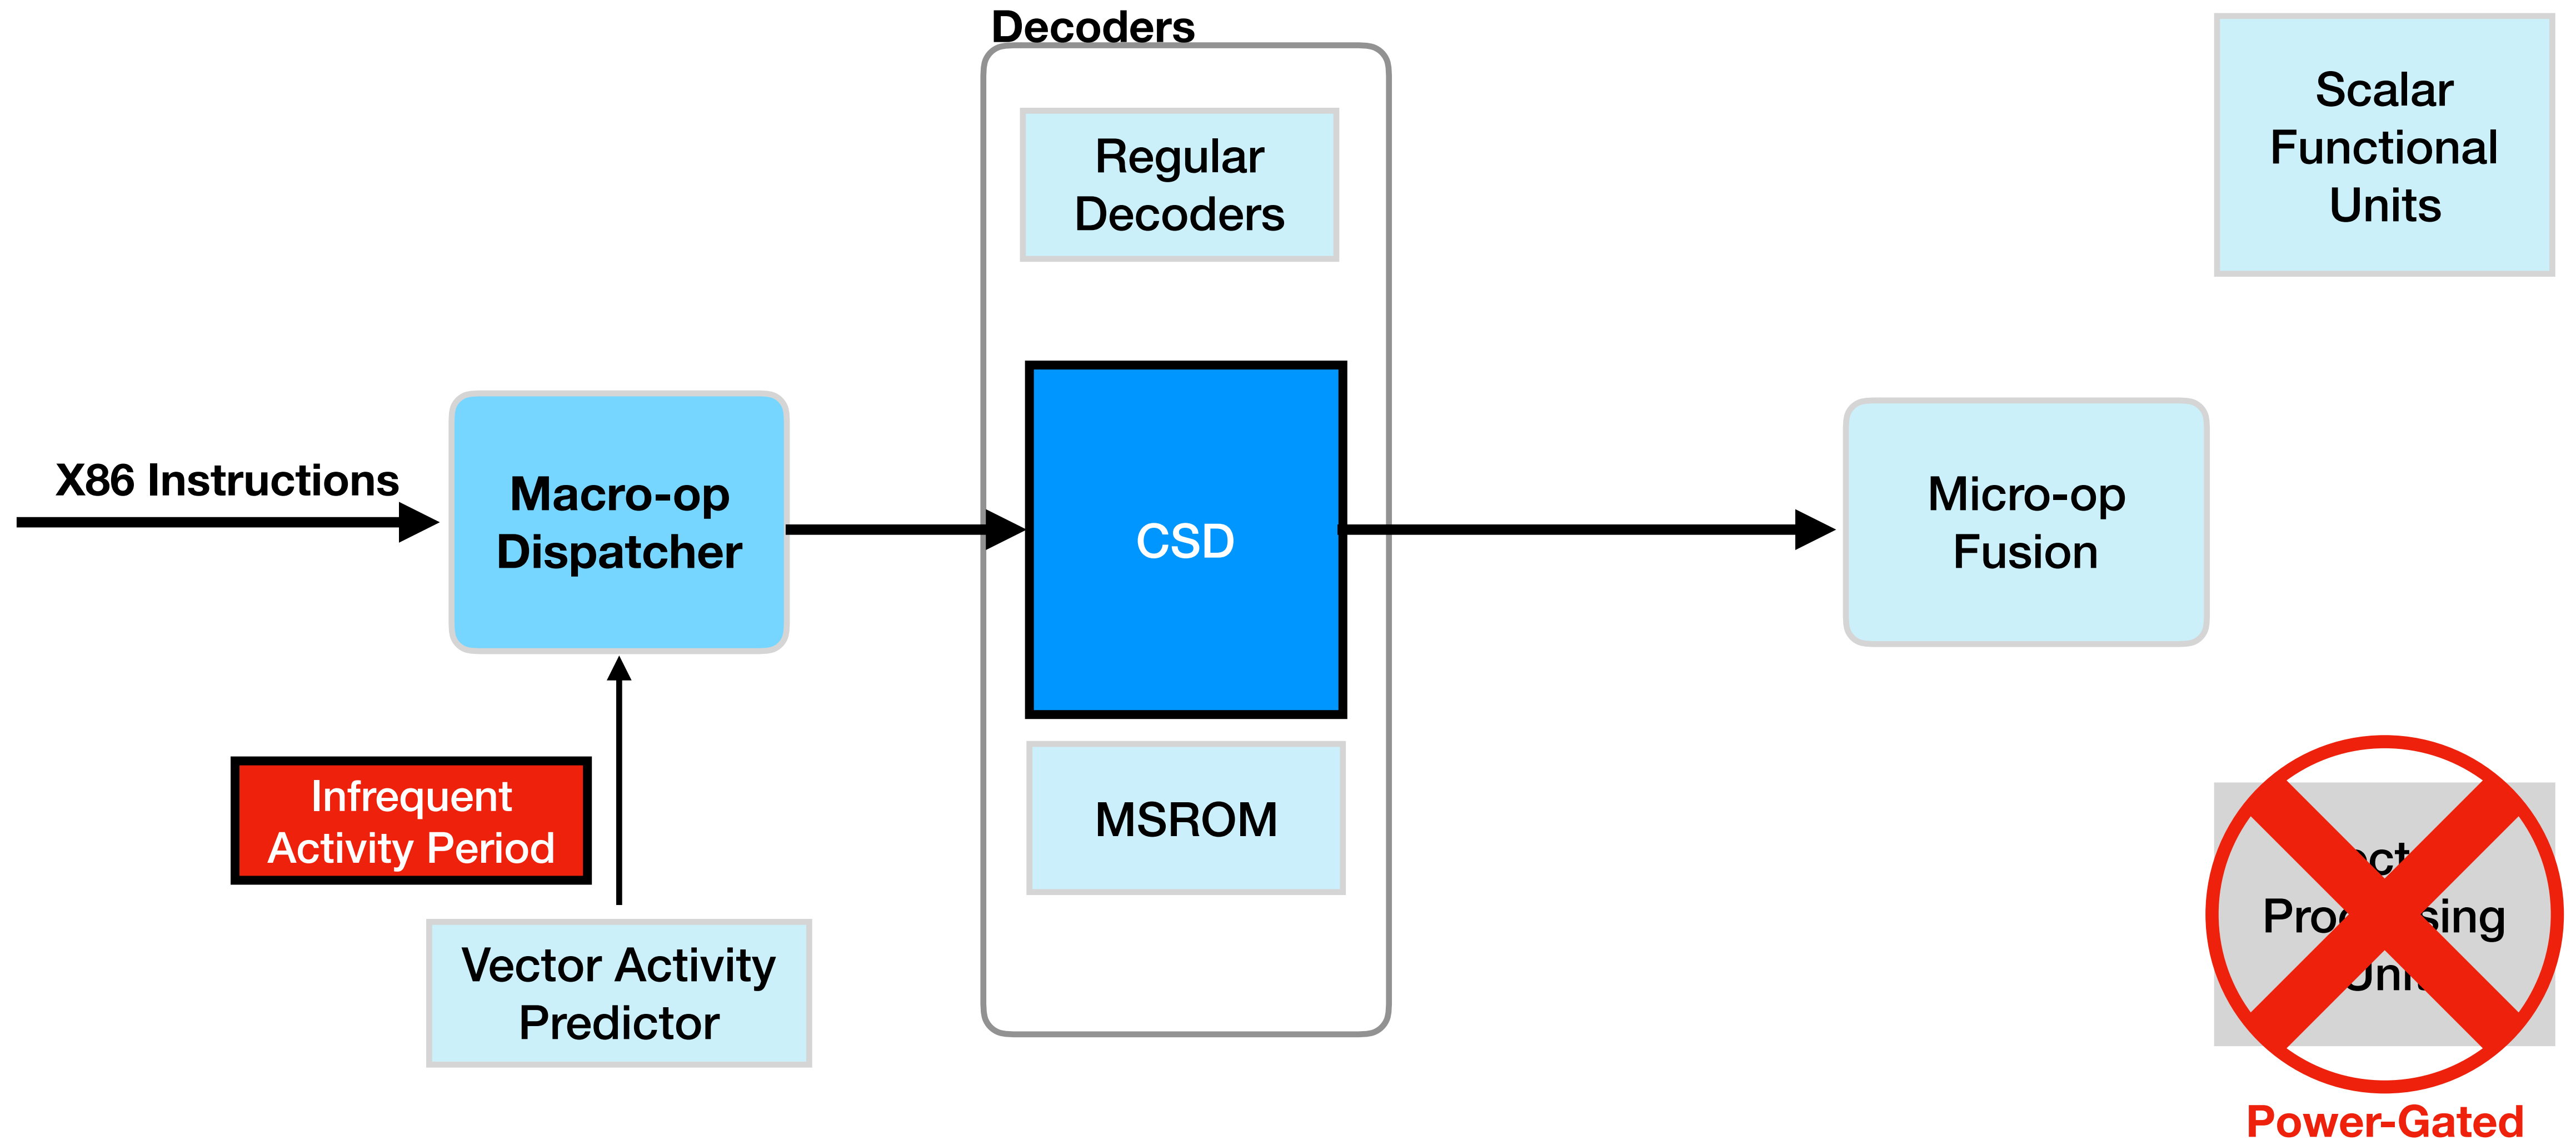 Decoders
Regular
Decoders
Scalar
Functional
Units
X86 Instructions
Macro-op
Dispatcher
CSD
Micro-op
Fusion
Infrequent
Activity Period
MSROM
Vector Activity
Predictor
Power-Gated